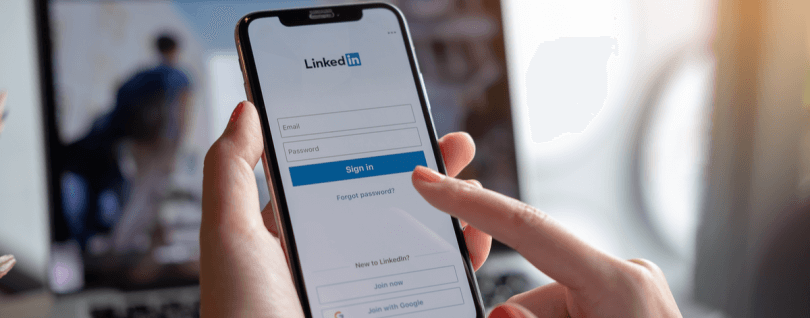 LinkedIn
Email
Password
Sign in
Forgot password?
New to LinkedIn?
Join now
Join with Google